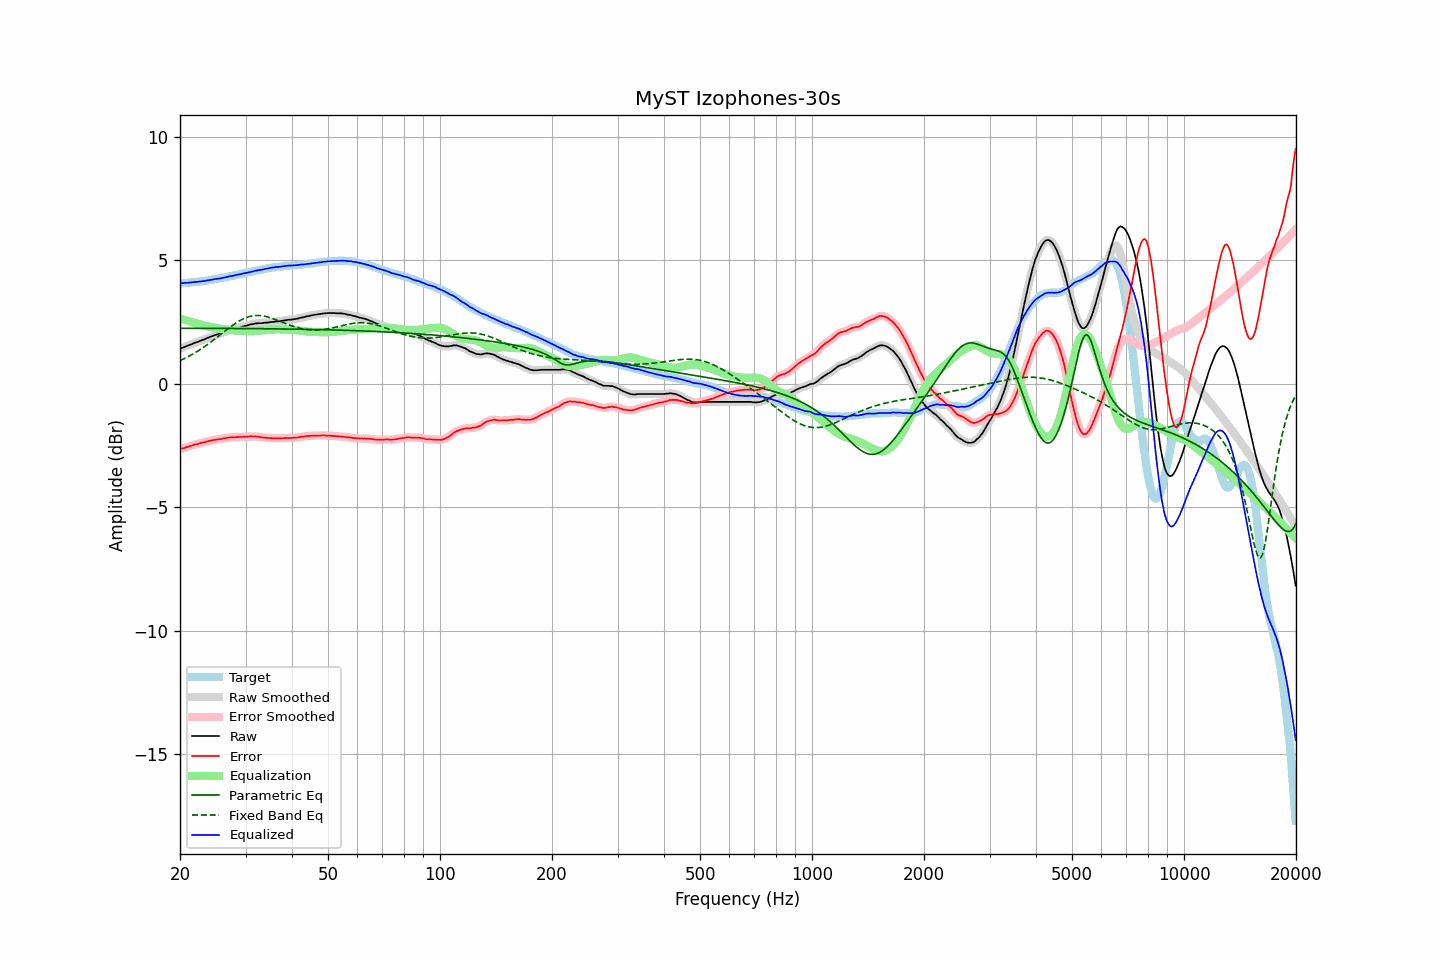 MyST Izophones-30s
10
5
0
−5
−10
−15
Amplitude (dBr)
Target
Raw Smoothed
Error Smoothed
Raw
Error
Equalization
Parametric Eq
Fixed Band Eq
Equalized
20 50 100 200 500 1000 2000 5000 10000 20000
Frequency (Hz)